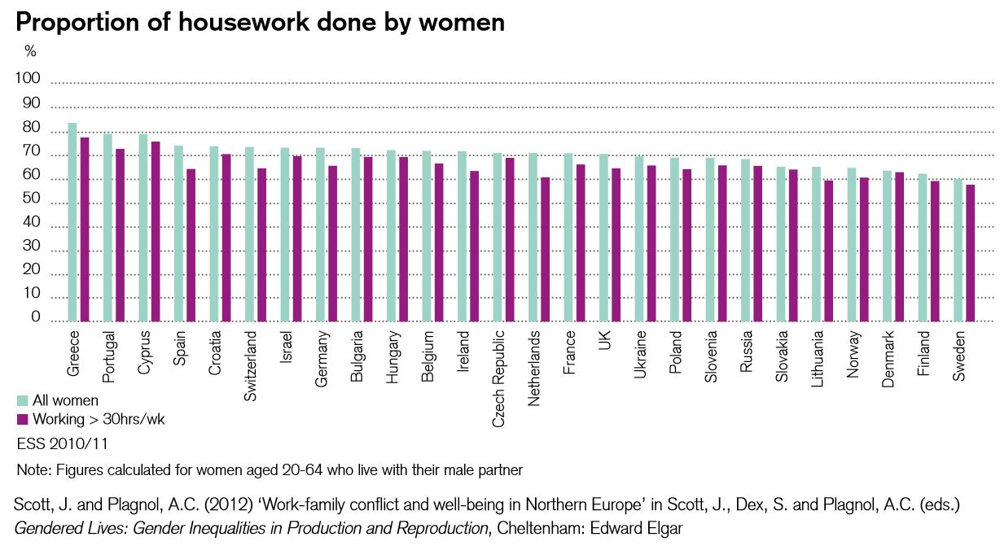 Proportion of housework done by women
%
100
90
80
70
60
50
40
30
20
10
0
Greece
Portugal
Cyprus
Spain
Croatia
Switzerland
Israel
Germany
Bulgaria
Hungary
Belgium
Ireland
Czech Republic
Netherlands
France
UK
Ukraine
Poland
Slovenia
Russia
Slovakia
Lithuania
Norway
Denmark
Finland
Sweden
All women
Working > 30hrs/wk
ESS 2010/11
Note: Figures calculated for women aged 20-64 who live with their male partner
Scott, J. and Plagnol, A.C. (2012) ‘Work-family conflict and well-being in Northern Europe’ in Scott, J., Dex, S. and Plagnol, A.C. (eds.)
Gendered Lives: Gender Inequalities in Production and Reproduction, Cheltenham: Edward Elgar